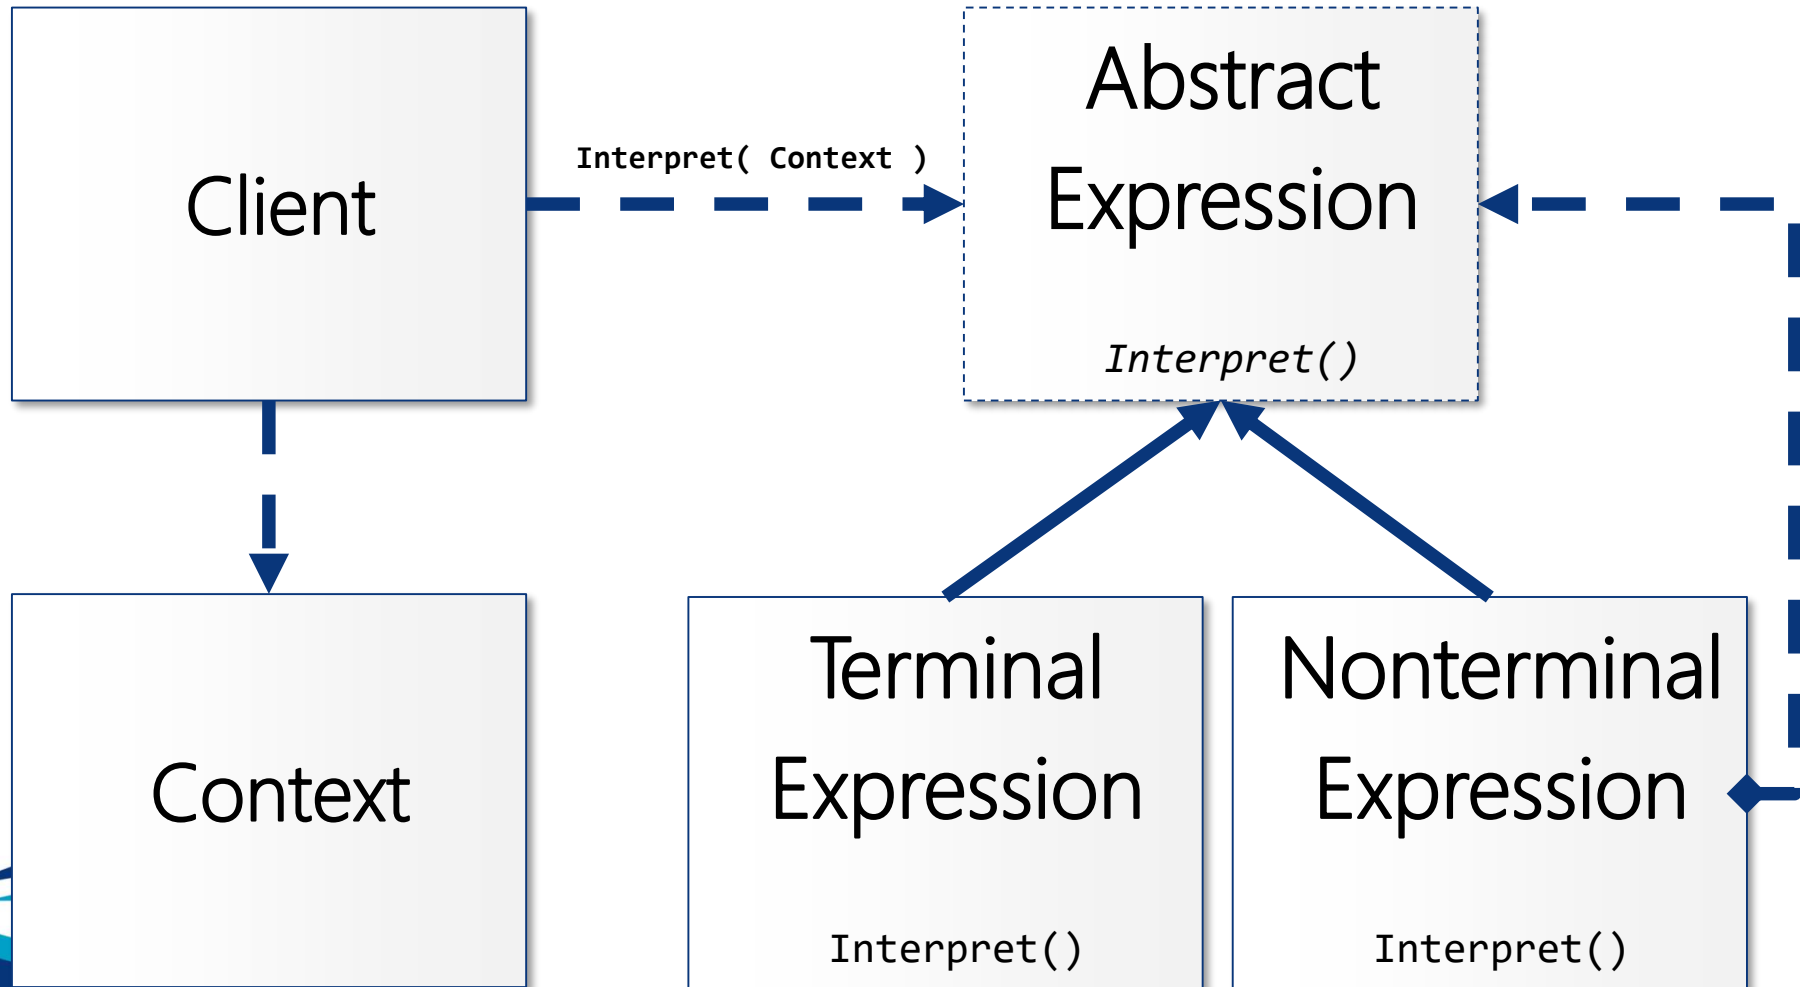 Client
Interpret( Context )
Abstract
Expression
Interpret()
Context
Terminal
Expression
Interpret()
Nonterminal
Expression
Interpret()